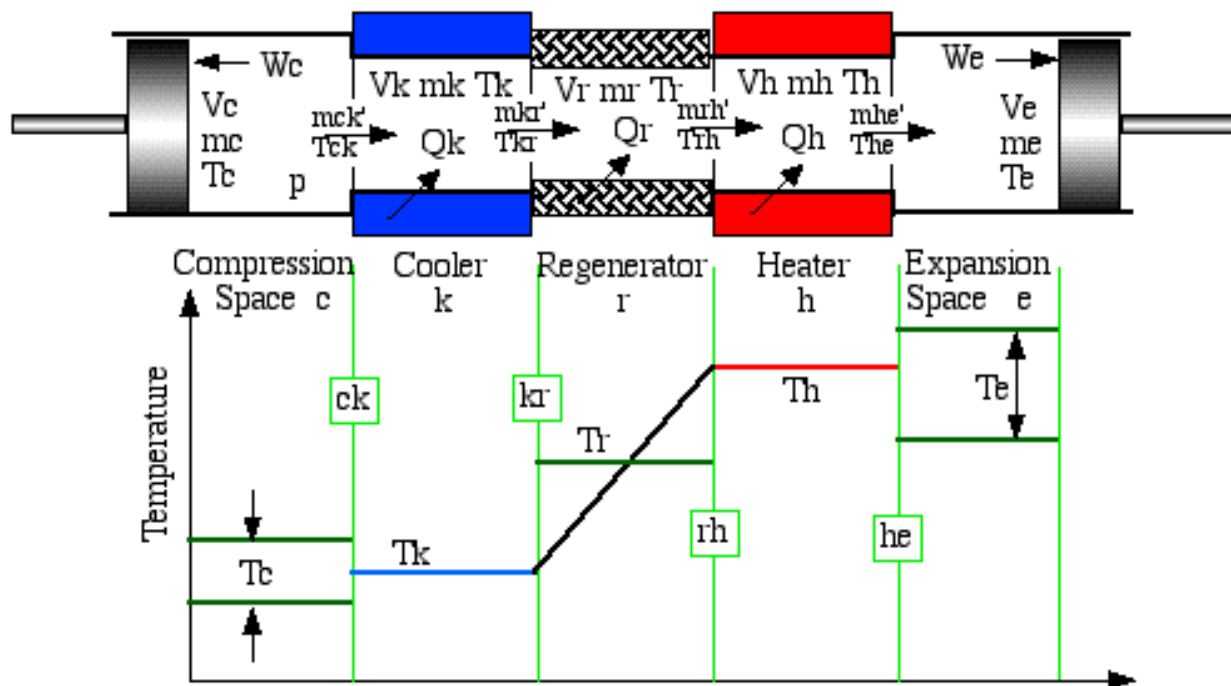 Wc
We
Vk mk Tk
Vr mr Tr
Vh mh Th
Vc
mc
Tc
p
mck'
Tck
Qk
mkr'
Tkr
Qr
mrh'
Trh
Qh
mhe'
The
Ve
me
Te
Compression
Space c
Cooler
k
Regenerator
r
Heater
h
Expansion
Space e
Temperature
ck
kr
rh
he
Tc
Tk
Tr
Th
Te